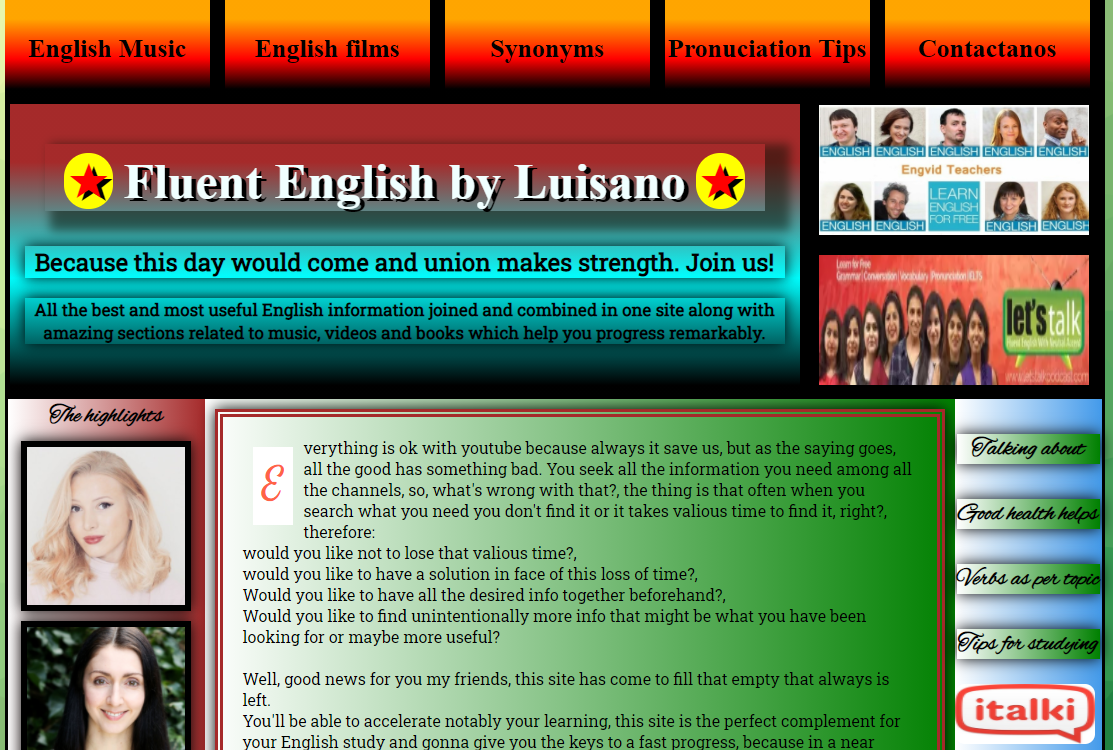 English Music
English films
Synonyms
Pronuciation Tips
Contactanos
Fluent English by Luisano
Because this day would come and union makes strength. Join us!
All the best and most useful English information joined and combined in one site along with
amazing sections related to music, videos and books which help you progress remarkably.
ENGLISH ENGLISH ENGLISH ENGLISH ENGLISH
Engvid Teachers
ENGLISH ENGLISH LEARN ENGLISH FOR FREE ENGLISH ENGLISH
Learn for Free
Grammar | Conversation | Vocabulary | Pronunciation | IELTS
let's talk
Fluent English With
www.letstalkpodcast.com
The highlights
Everything is ok with youtube because always it save us, but as the saying goes,
all the good has something bad. You seek all the information you need among all
the channels, so, what's wrong with that?, the thing is that often when you
search what you need you don't find it or it takes valious time to find it, right?,
therefore:
would you like not to lose that valious time?,
would you like to have a solution in face of this loss of time?,
Would you like to have all the desired info together beforehand?,
Would you like to find unintentionally more info that might be what you have been
looking for or maybe more useful?
Well, good news for you my friends, this site has come to fill that empty that always is
left.
You'll be able to accelerate notably your learning, this site is the perfect complement for
your English study and gonna give you the keys to a fast progress, because in a near
Talking about
Good health helps
Verbs as per topic
Tips for studying
italki